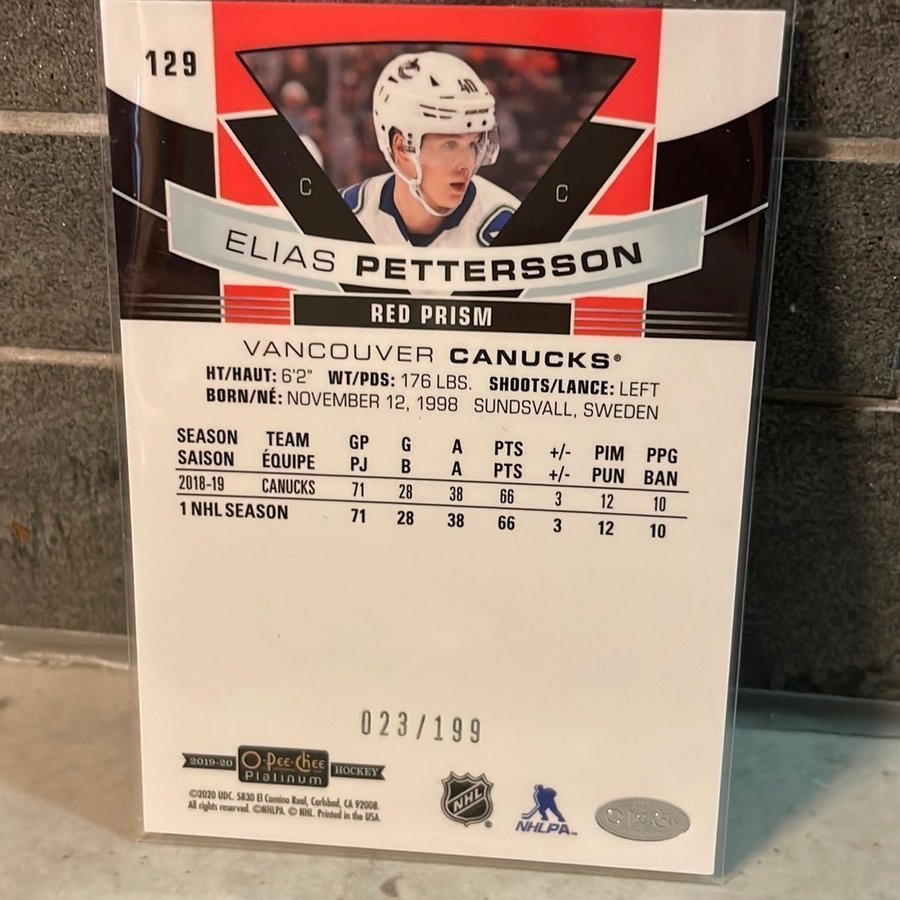 129
40
C C
ELIAS PETTERSSON
RED PRISM
VANCOUVER CANUCKS®
HT/HAUT: 6'2" WT/PDS: 176 LBS. SHOOTS/LANCE: LEFT
BORN/NÉ: NOVEMBER 12, 1998 SUNDSVALL, SWEDEN
SEASON TEAM GP G A PTS +/- PIM PPG
SAISON ÉQUIPE PJ B A PTS +/- PUN BAN
2018-19 CANUCKS 71 28 38 66 3 12 10
1 NHL SEASON 71 28 38 66 3 12 10
023/199
2019-20 O-Pee-Chee Platinum HOCKEY
©2020 UDC. 5830 El Camino Real, Carlsbad, CA 92008.
All rights reserved. ©NHLPA. © NHL. Printed in the USA.
NHL
NHLPA